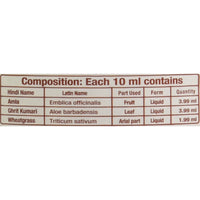 Composition: Each 10 ml contains
Hindi Name Latin Name Part Used Form Quantity
Amla Emblica officinalis Fruit Liquid 3.99 ml
Ghrit Kumari Aloe barbadensis Leaf Liquid 3.99 ml
Wheatgrass Triticum sativum Arial part Liquid 1.99 ml